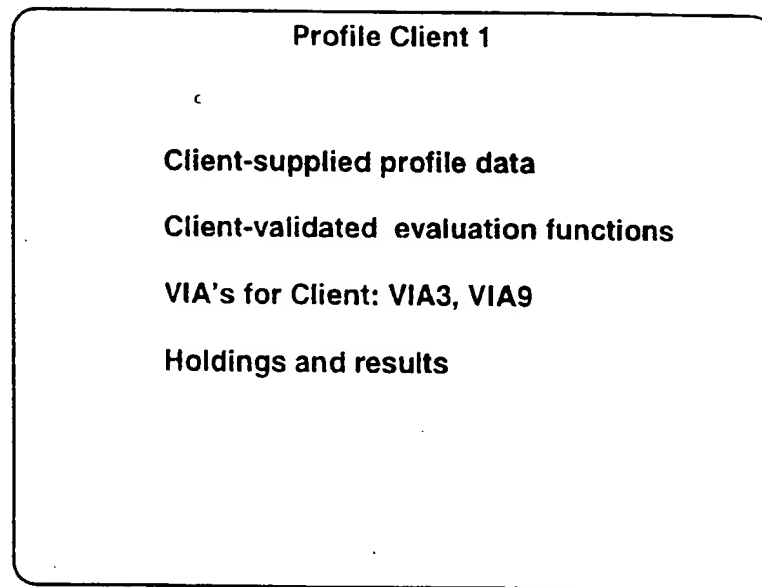 Profile Client 1
c
Client-supplied profile data
Client-validated evaluation functions
VIA's for Client: VIA3, VIA9
Holdings and results